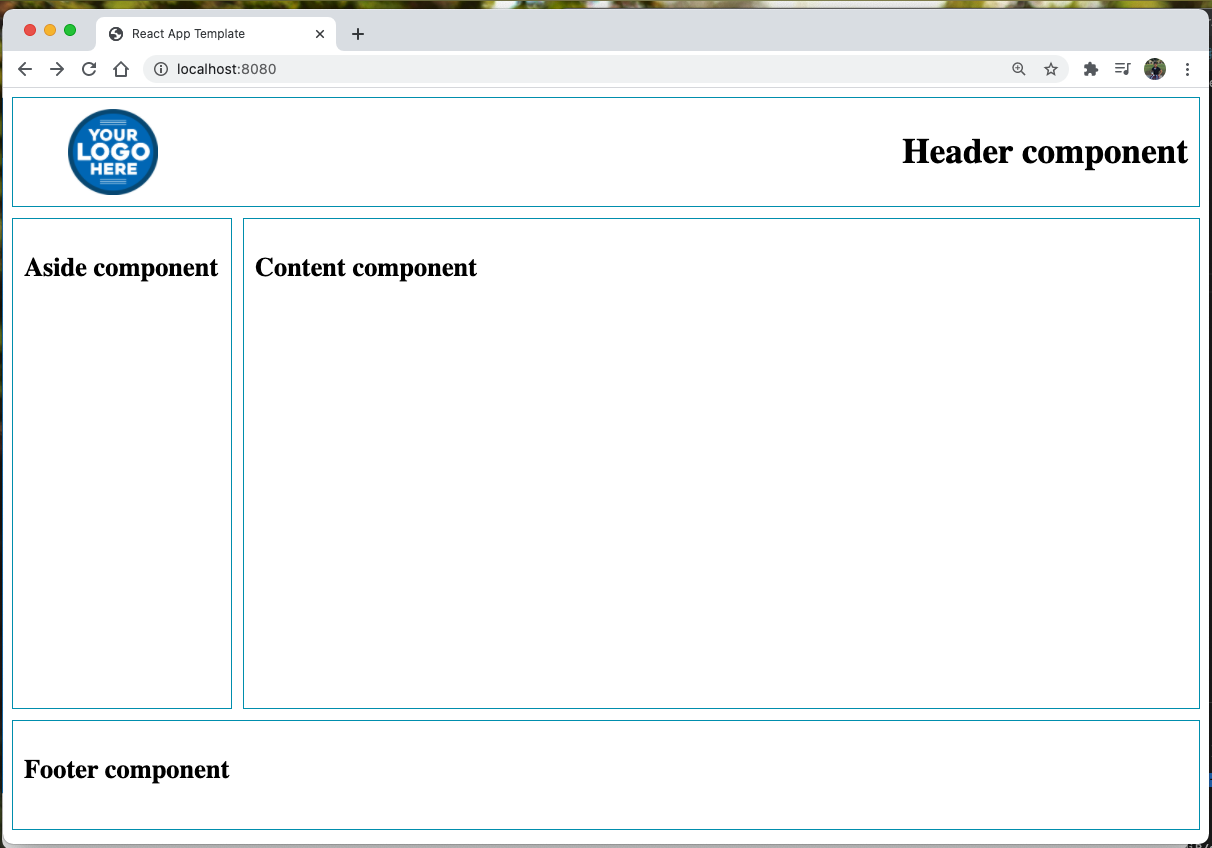 React App Template
localhost:8080
YOUR
LOGO
HERE
Header component
Aside component
Content component
Footer component